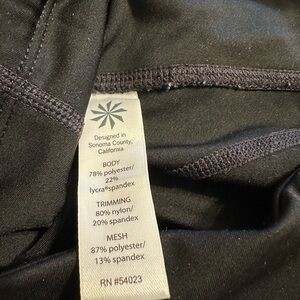 Designed in
Sonoma County,
California
BODY
78% polyester/
22%
lycra®spandex
TRIMMING
80% nylon/
20% spandex
MESH
87% polyester/
13% spandex
RN #54023